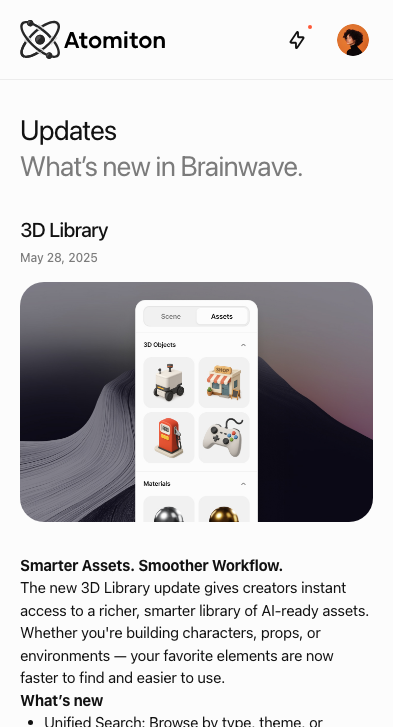 Atomiton
Updates
What's new in Brainwave.
3D Library
May 28, 2025
Scene Assets
3D Objects
SHOP
Materials
Smarter Assets. Smoother Workflow.
The new 3D Library update gives creators instant
access to a richer, smarter library of AI-ready assets.
Whether you're building characters, props, or
environments — your favorite elements are now
faster to find and easier to use.
What's new
• Unified Search: Browse by type, theme, or